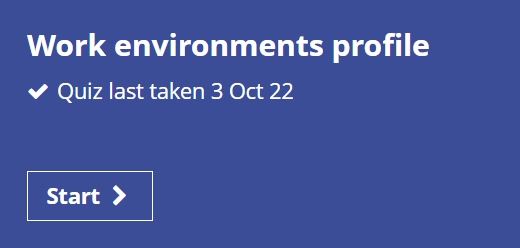 Work environments profile
Quiz last taken 3 Oct 22
Start